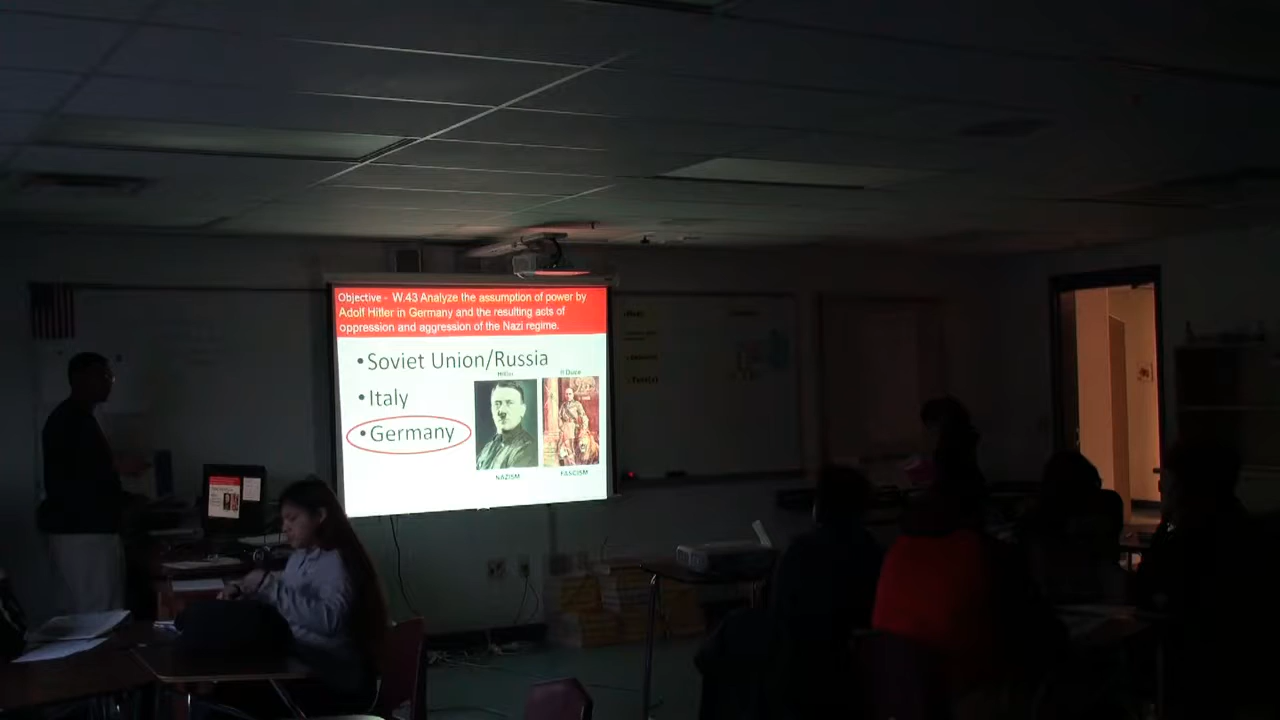 Objective - W.43 Analyze the assumption of power by
Adolf Hitler in Germany and the resulting acts of
oppression and aggression of the Nazi regime.
•Soviet Union/Russia
•Italy
•Germany
Hitler
Il Duce
NAZISM
FASCISM